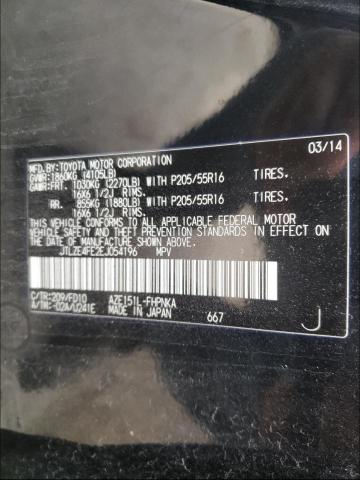 03/14
MFD. BY: TOYOTA MOTOR CORPORATION
GVWR: 1860KG (4105LB)
GAWR: FRT. 1030KG (2270LB) WITH P205/55R16 TIRES.
16X6 1/2J RIMS.
RR. 855KG (1880LB) WITH P205/55R16 TIRES.
16X6 1/2J RIMS.
THIS VEHICLE CONFORMS TO ALL APPLICABLE FEDERAL MOTOR
VEHICLE SAFETY AND THEFT PREVENTION STANDARDS IN EFFECT
ON THE DATE OF MANUFACTURE SHOWN ABOVE.
JTLZE4FE2EJ054196 MPV
C/TR: 209/FD10 AZE151L-FHPNKA
MADE IN JAPAN 667
J